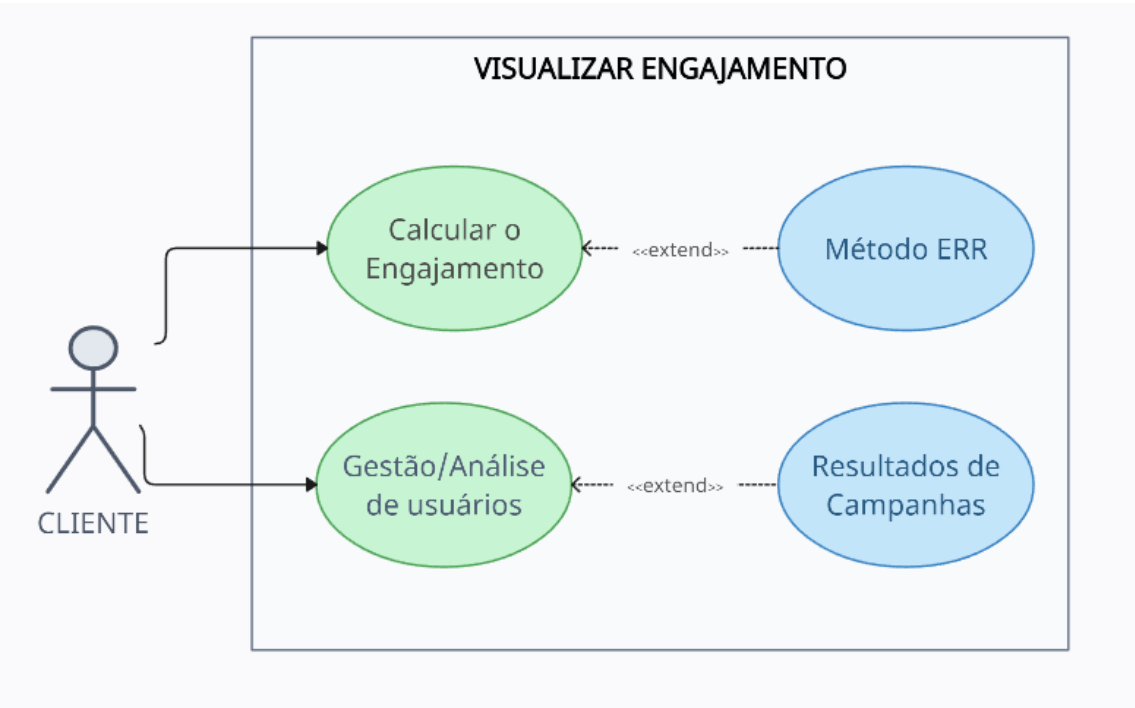 VISUALIZAR ENGAJAMENTO
Calcular o
Engajamento
<<extend>>
Método ERR
Gestão/Análise
de usuários
<<extend>>
Resultados de
Campanhas
CLIENTE